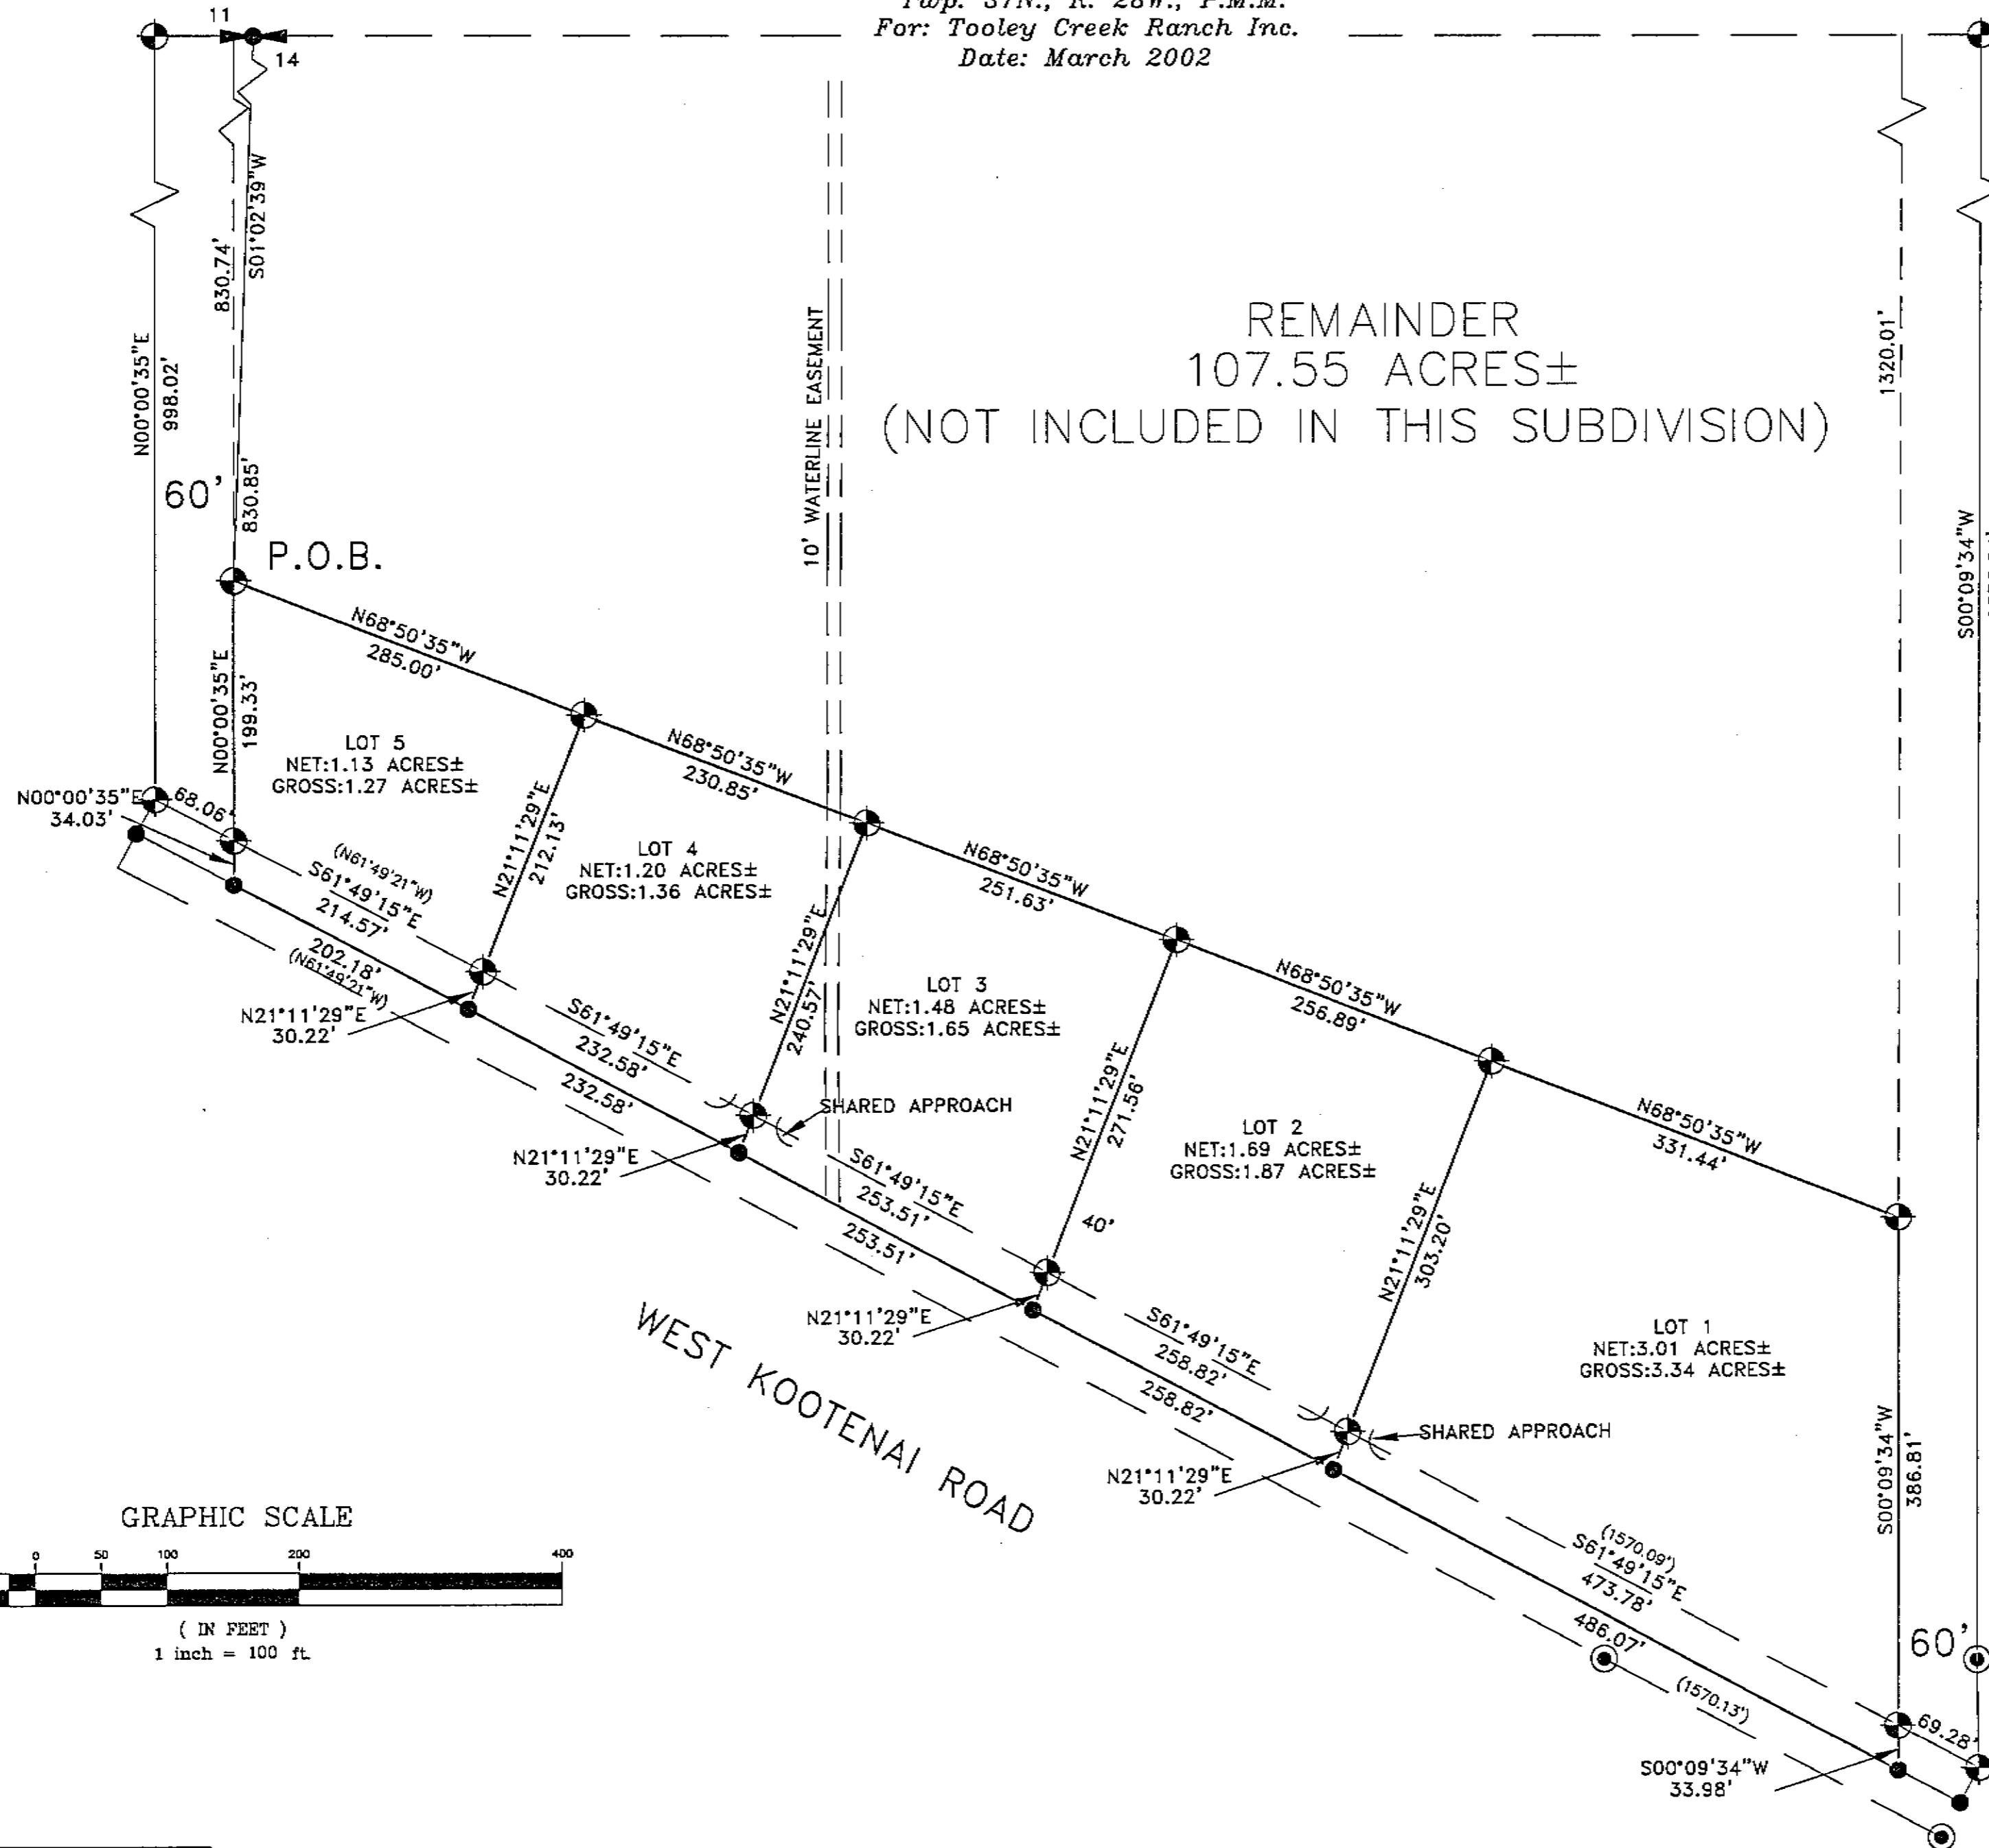 Twp. 37N., R. 28W., P.M.M.
For: Tooley Creek Ranch Inc.
Date: March 2002
11
14
S01°02'39"W
830.74'
830.85'
N00°00'35"E
998.02'
60'
P.O.B.
10' WATERLINE EASEMENT
REMAINDER
107.55 ACRES±
(NOT INCLUDED IN THIS SUBDIVISION)
1320.01'
S00°09'34"W
N68°50'35"W
285.00'
N68°50'35"W
230.85'
N68°50'35"W
251.63'
N68°50'35"W
256.89'
N68°50'35"W
331.44'
N00°00'35"E
199.33'
LOT 5
NET:1.13 ACRES±
GROSS:1.27 ACRES±
N00°00'35"E
34.03'
68.06'
(N61°49'21"W)
S61°49'15"E
214.57'
202.18'
(N61°49'21"W)
N21°11'29"E
212.13'
N21°11'29"E
30.22'
LOT 4
NET:1.20 ACRES±
GROSS:1.36 ACRES±
S61°49'15"E
232.58'
232.58'
N21°11'29"E
240.57'
N21°11'29"E
30.22'
SHARED APPROACH
LOT 3
NET:1.48 ACRES±
GROSS:1.65 ACRES±
S61°49'15"E
253.51'
253.51'
N21°11'29"E
271.56'
40'
N21°11'29"E
30.22'
LOT 2
NET:1.69 ACRES±
GROSS:1.87 ACRES±
S61°49'15"E
258.82'
258.82'
N21°11'29"E
303.20'
N21°11'29"E
30.22'
SHARED APPROACH
LOT 1
NET:3.01 ACRES±
GROSS:3.34 ACRES±
S00°09'34"W
386.81'
(1570.09')
S61°49'15"E
473.78'
486.07'
(1570.13')
60'
69.28'
S00°09'34"W
33.98'
WEST KOOTENAI ROAD
GRAPHIC SCALE
0 50 100 200 400
( IN FEET )
1 inch = 100 ft.